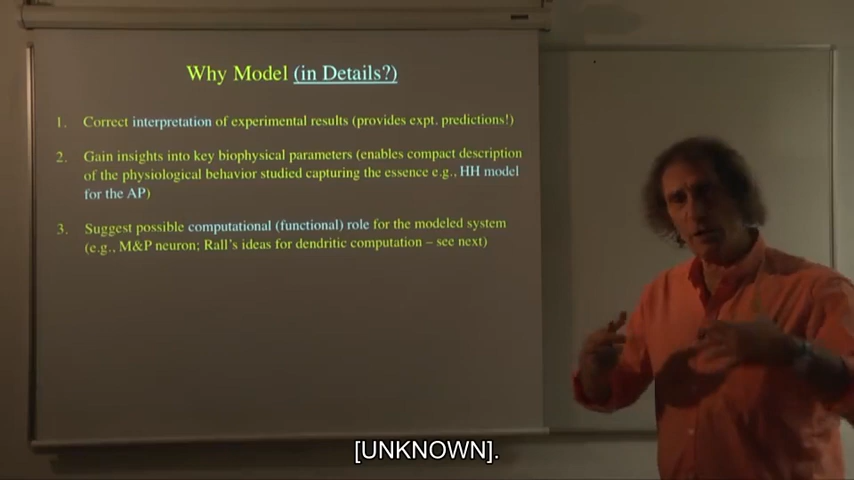 Why Model (in Details?)
1. Correct interpretation of experimental results (provides expt. predictions!)
2. Gain insights into key biophysical parameters (enables compact description
of the physiological behavior studied capturing the essence e.g., HH model
for the AP)
3. Suggest possible computational (functional) role for the modeled system
(e.g., M&P neuron; Rall's ideas for dendritic computation – see next)
[UNKNOWN].